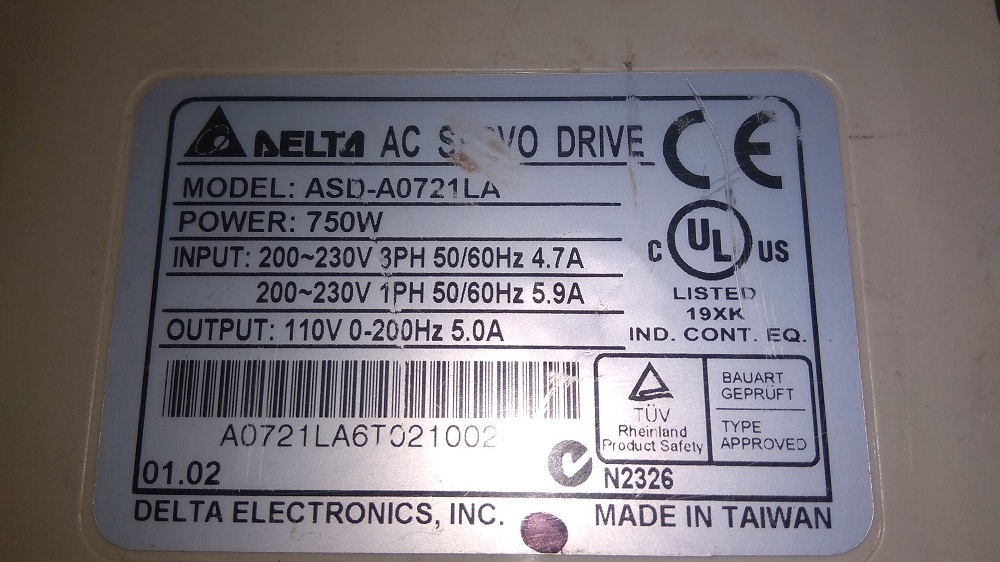 DELTA AC SERVO DRIVE
MODEL: ASD-A0721LA
POWER: 750W
INPUT: 200~230V 3PH 50/60Hz 4.7A
200~230V 1PH 50/60Hz 5.9A
OUTPUT: 110V 0-200Hz 5.0A
A0721LA6T021002
01.02
CE
C UL US
LISTED
19XK
IND. CONT. EQ.
TÜV
Rheinland
Product Safety
BAUART
GEPRÜFT
TYPE
APPROVED
N2326
DELTA ELECTRONICS, INC.
MADE IN TAIWAN